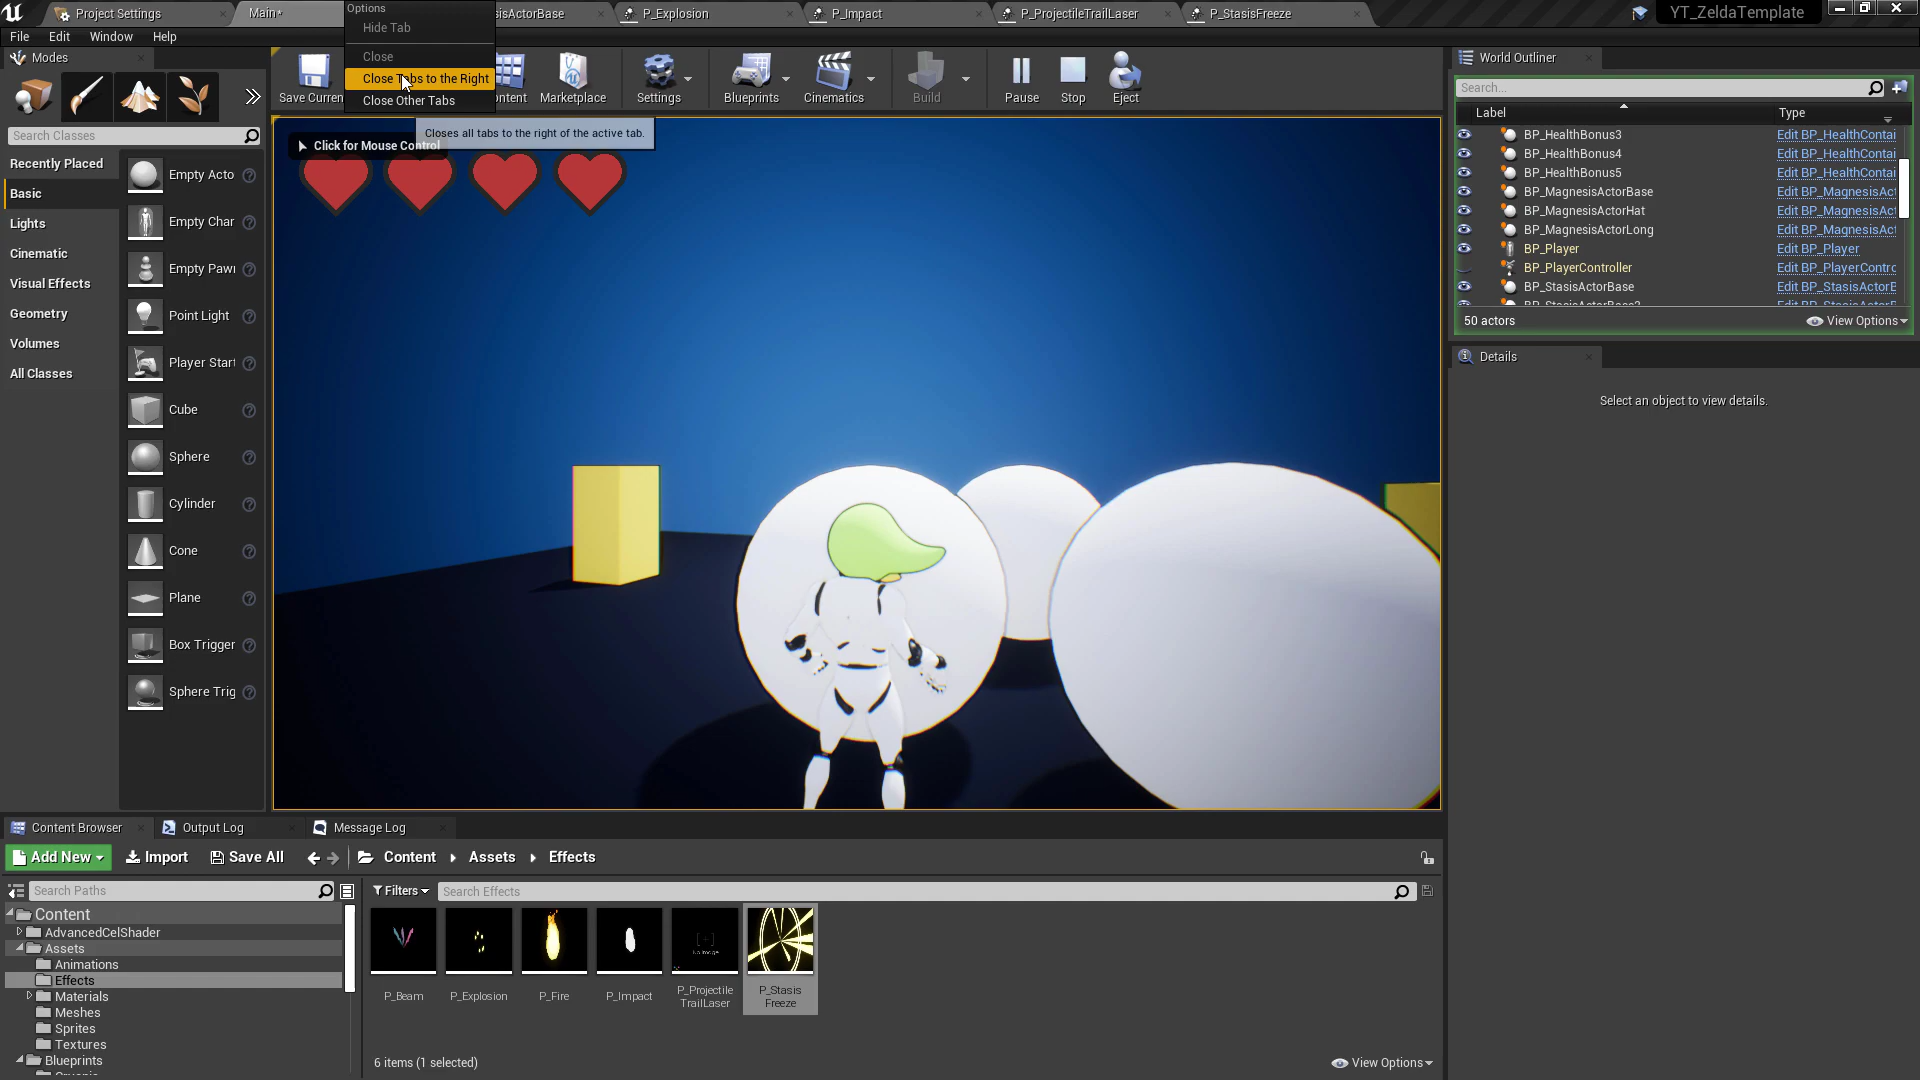 Project Settings
Main*
Options
isActorBase
P_Explosion
P_Impact
P_ProjectileTrailLaser
P_StasisFreeze
YT_ZeldaTemplate
File Edit Window Help
Hide Tab
Close
Close Tabs to the Right
Close Other Tabs
Closes all tabs to the right of the active tab.
Modes
Search Classes
Recently Placed
Basic
Lights
Cinematic
Visual Effects
Geometry
Volumes
All Classes
Empty Acto
Empty Char
Empty Pawn
Point Light
Player Start
Cube
Sphere
Cylinder
Cone
Plane
Box Trigger
Sphere Trig
Save Curren
ontent
Marketplace
Settings
Blueprints
Cinematics
Build
Pause
Stop
Eject
Click for Mouse Control
World Outliner
Search...
Label Type
BP_HealthBonus3 Edit BP_HealthContai
BP_HealthBonus4 Edit BP_HealthContai
BP_HealthBonus5 Edit BP_HealthContai
BP_MagnesisActorBase Edit BP_MagnesisAct
BP_MagnesisActorHat Edit BP_MagnesisAct
BP_MagnesisActorLong Edit BP_MagnesisAct
BP_Player Edit BP_Player
BP_PlayerController Edit BP_PlayerContro
BP_StasisActorBase Edit BP_StasisActorB
50 actors
View Options
Details
Select an object to view details.
Content Browser
Output Log
Message Log
Add New Import Save All Content Assets Effects
Search Paths
Filters
Search Effects
Content
AdvancedCelShader
Assets
Animations
Effects
Materials
Meshes
Sprites
Textures
Blueprints
P_Beam
P_Explosion
P_Fire
P_Impact
P_Projectile
TrailLaser
P_Stasis
Freeze
6 items (1 selected)
View Options